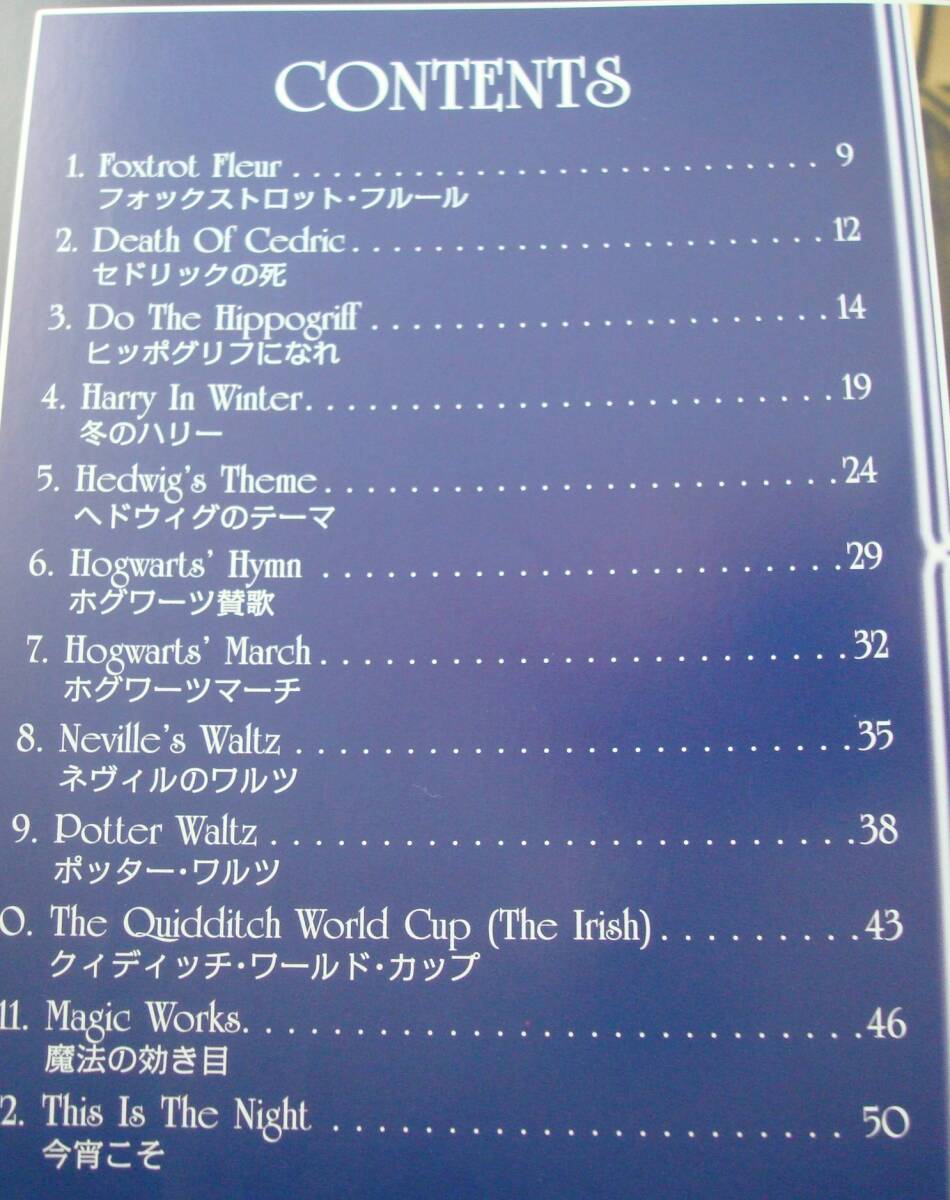 CONTENTS
1. Foxtrot Fleur . . . . . . . . . . . . . . . . . . . . . . . . . . . . 9
フォックストロット・フルール
2. Death Of Cedric. . . . . . . . . . . . . . . . . . . . . . . . . 12
セドリックの死
3. Do The Hippogriff . . . . . . . . . . . . . . . . . . . . . . . . 14
ヒッポグリフになれ
4. Harry In Winter. . . . . . . . . . . . . . . . . . . . . . . . . . 19
冬のハリー
5. Hedwig's Theme. . . . . . . . . . . . . . . . . . . . . . . . . . 24
ヘドウィグのテーマ
6. Hogwarts' Hymn . . . . . . . . . . . . . . . . . . . . . . . . . 29
ホグワーツ賛歌
7. Hogwarts' March . . . . . . . . . . . . . . . . . . . . . . . . . 32
ホグワーツマーチ
8. Neville's Waltz . . . . . . . . . . . . . . . . . . . . . . . . . . 35
ネヴィルのワルツ
9. Potter Waltz . . . . . . . . . . . . . . . . . . . . . . . . . . . 38
ポッター・ワルツ
0. The Quidditch World Cup (The Irish) . . . . . . . . . 43
クィディッチ・ワールド・カップ
11. Magic Works. . . . . . . . . . . . . . . . . . . . . . . . . . . . 46
魔法の効き目
2. This Is The Night . . . . . . . . . . . . . . . . . . . . . . . . 50
今宵こそ